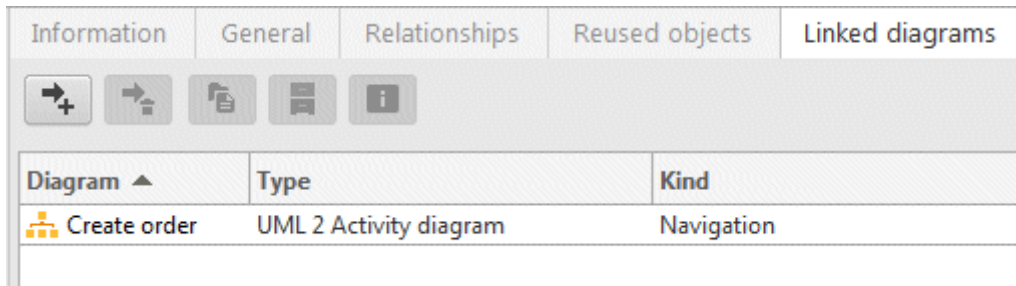 Information General Relationships Reused objects Linked diagrams
Diagram Type Kind
Create order UML 2 Activity diagram Navigation